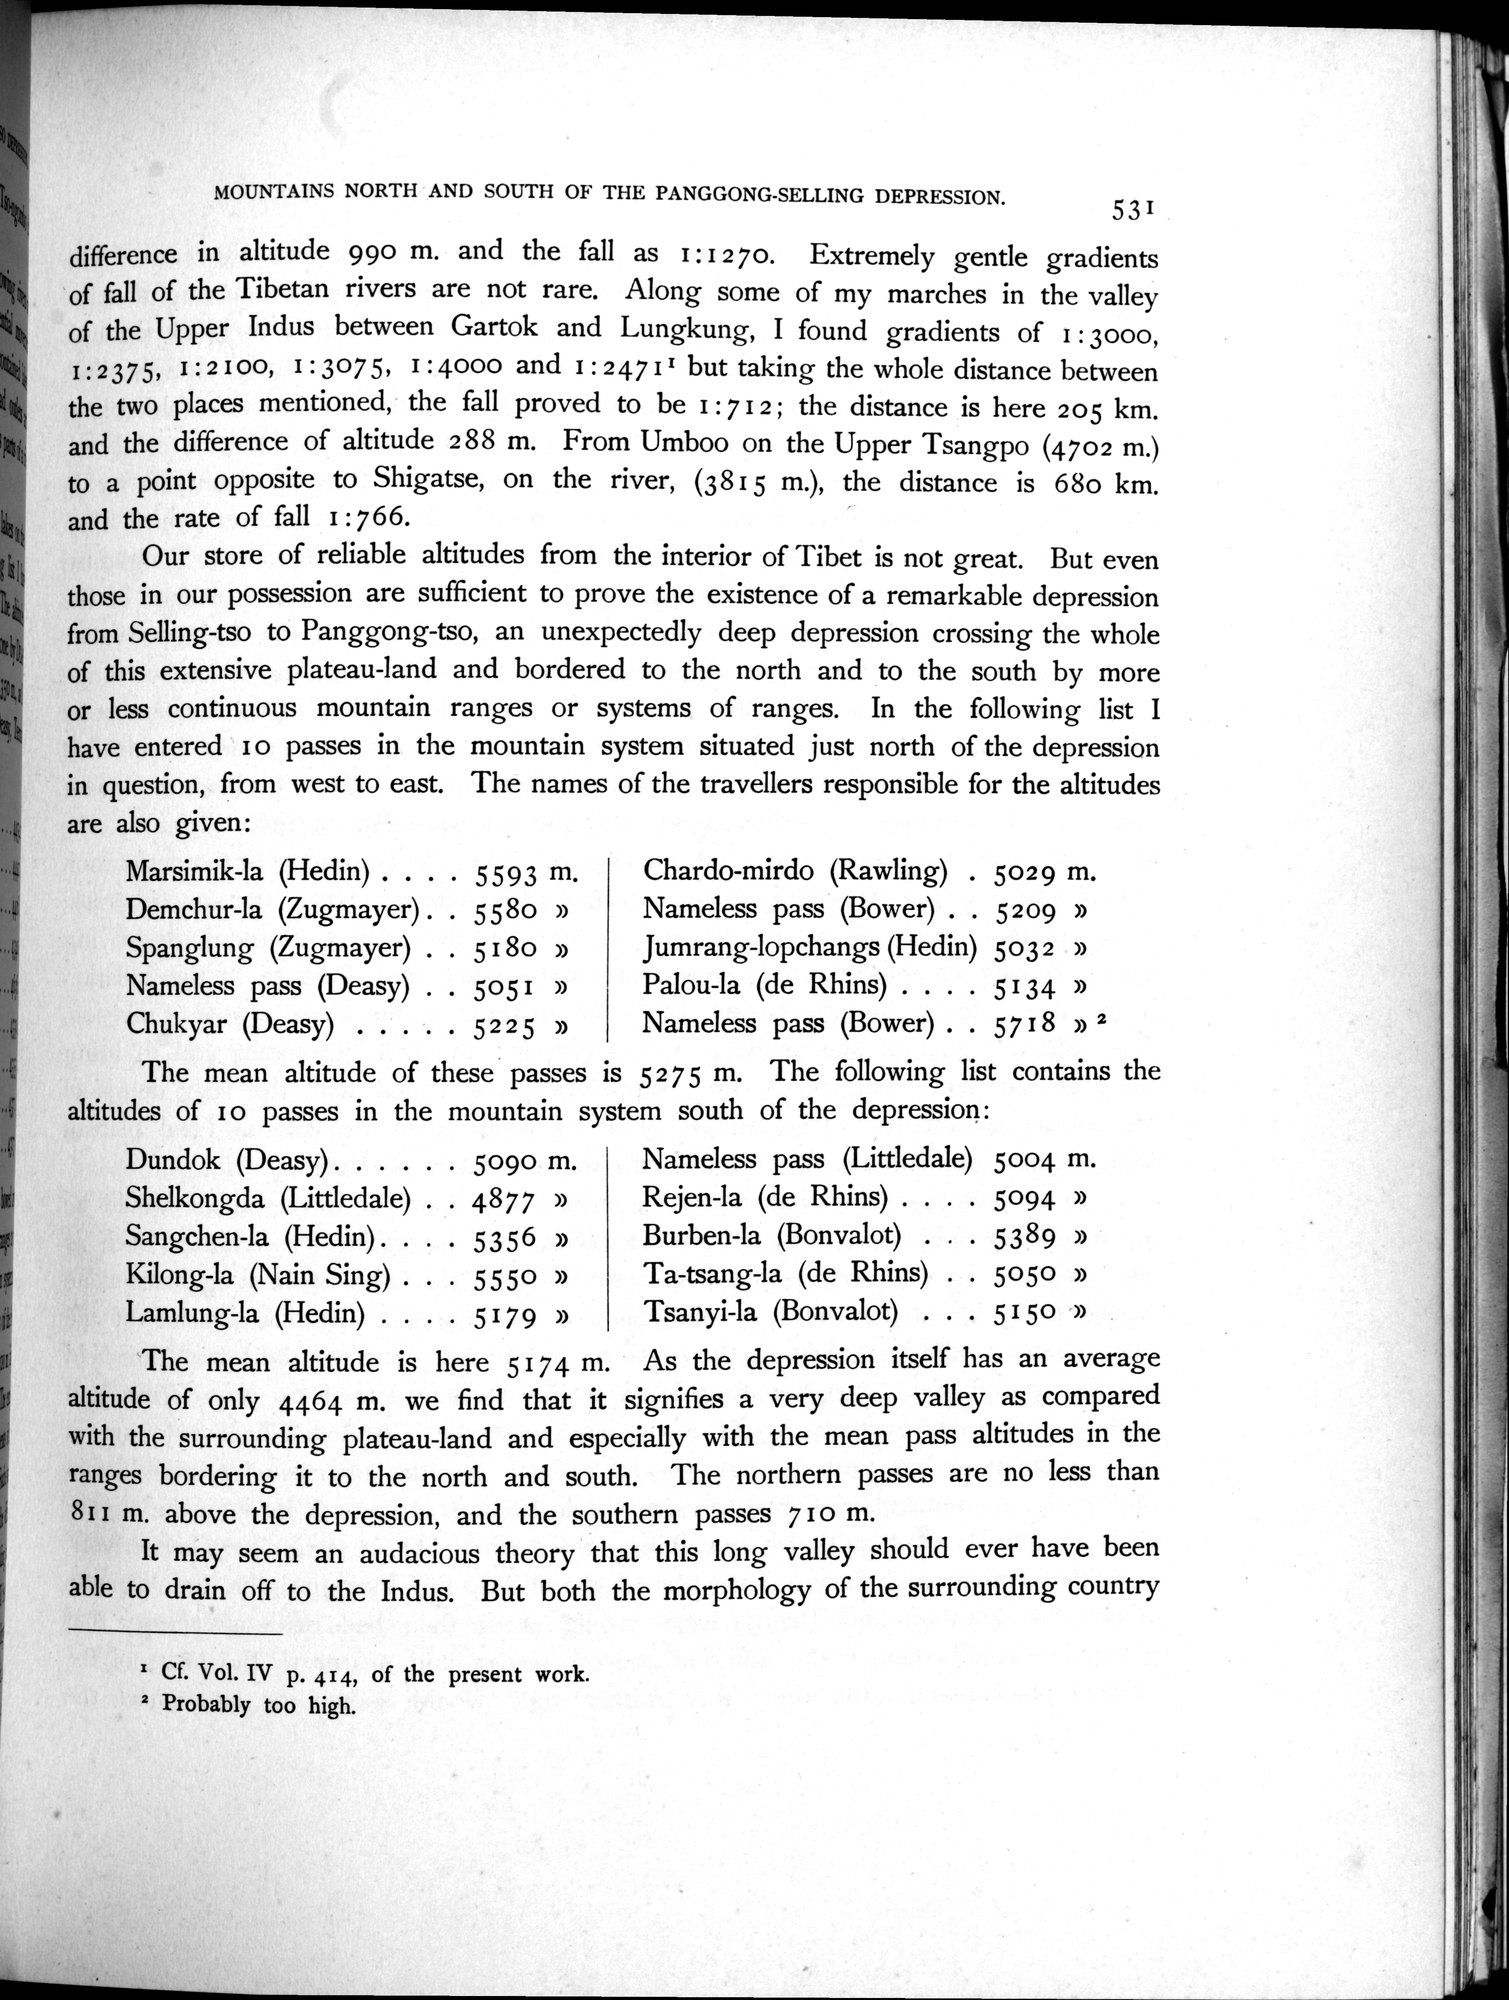 MOUNTAINS NORTH AND SOUTH OF THE PANGGONG-SELLING DEPRESSION. 531
difference in altitude 990 m. and the fall as 1:1270. Extremely gentle gradients
of fall of the Tibetan rivers are not rare. Along some of my marches in the valley
of the Upper Indus between Gartok and Lungkung, I found gradients of 1:3000,
1:2375, 1:2100, 1:3075, 1:4000 and 1:2471¹ but taking the whole distance between
the two places mentioned, the fall proved to be 1:712; the distance is here 205 km.
and the difference of altitude 288 m. From Umboo on the Upper Tsangpo (4702 m.)
to a point opposite to Shigatse, on the river, (3815 m.), the distance is 680 km.
and the rate of fall 1:766.
Our store of reliable altitudes from the interior of Tibet is not great. But even
those in our possession are sufficient to prove the existence of a remarkable depression
from Selling-tso to Panggong-tso, an unexpectedly deep depression crossing the whole
of this extensive plateau-land and bordered to the north and to the south by more
or less continuous mountain ranges or systems of ranges. In the following list I
have entered 10 passes in the mountain system situated just north of the depression
in question, from west to east. The names of the travellers responsible for the altitudes
are also given:
Marsimik-la (Hedin) . . . . 5593 m.
Demchur-la (Zugmayer) . . 5580 »
Spanglung (Zugmayer) . . 5180 »
Nameless pass (Deasy) . . 5051 »
Chukyar (Deasy) . . . . . 5225 »
Chardo-mirdo (Rawling) . 5029 m.
Nameless pass (Bower) . . 5209 »
Jumrang-lopchangs (Hedin) 5032 »
Palou-la (de Rhins) . . . . 5134 »
Nameless pass (Bower) . . 5718 » ²
The mean altitude of these passes is 5275 m. The following list contains the
altitudes of 10 passes in the mountain system south of the depression:
Dundok (Deasy). . . . . . 5090 m.
Shelkongda (Littledale) . . 4877 »
Sangchen-la (Hedin). . . . 5356 »
Kilong-la (Nain Sing) . . . 5550 »
Lamlung-la (Hedin) . . . . 5179 »
Nameless pass (Littledale) 5004 m.
Rejen-la (de Rhins) . . . . 5094 »
Burben-la (Bonvalot) . . . 5389 »
Ta-tsang-la (de Rhins) . . 5050 »
Tsanyi-la (Bonvalot) . . . 5150 »
The mean altitude is here 5174 m. As the depression itself has an average
altitude of only 4464 m. we find that it signifies a very deep valley as compared
with the surrounding plateau-land and especially with the mean pass altitudes in the
ranges bordering it to the north and south. The northern passes are no less than
811 m. above the depression, and the southern passes 710 m.
It may seem an audacious theory that this long valley should ever have been
able to drain off to the Indus. But both the morphology of the surrounding country
¹ Cf. Vol. IV p. 414, of the present work.
² Probably too high.